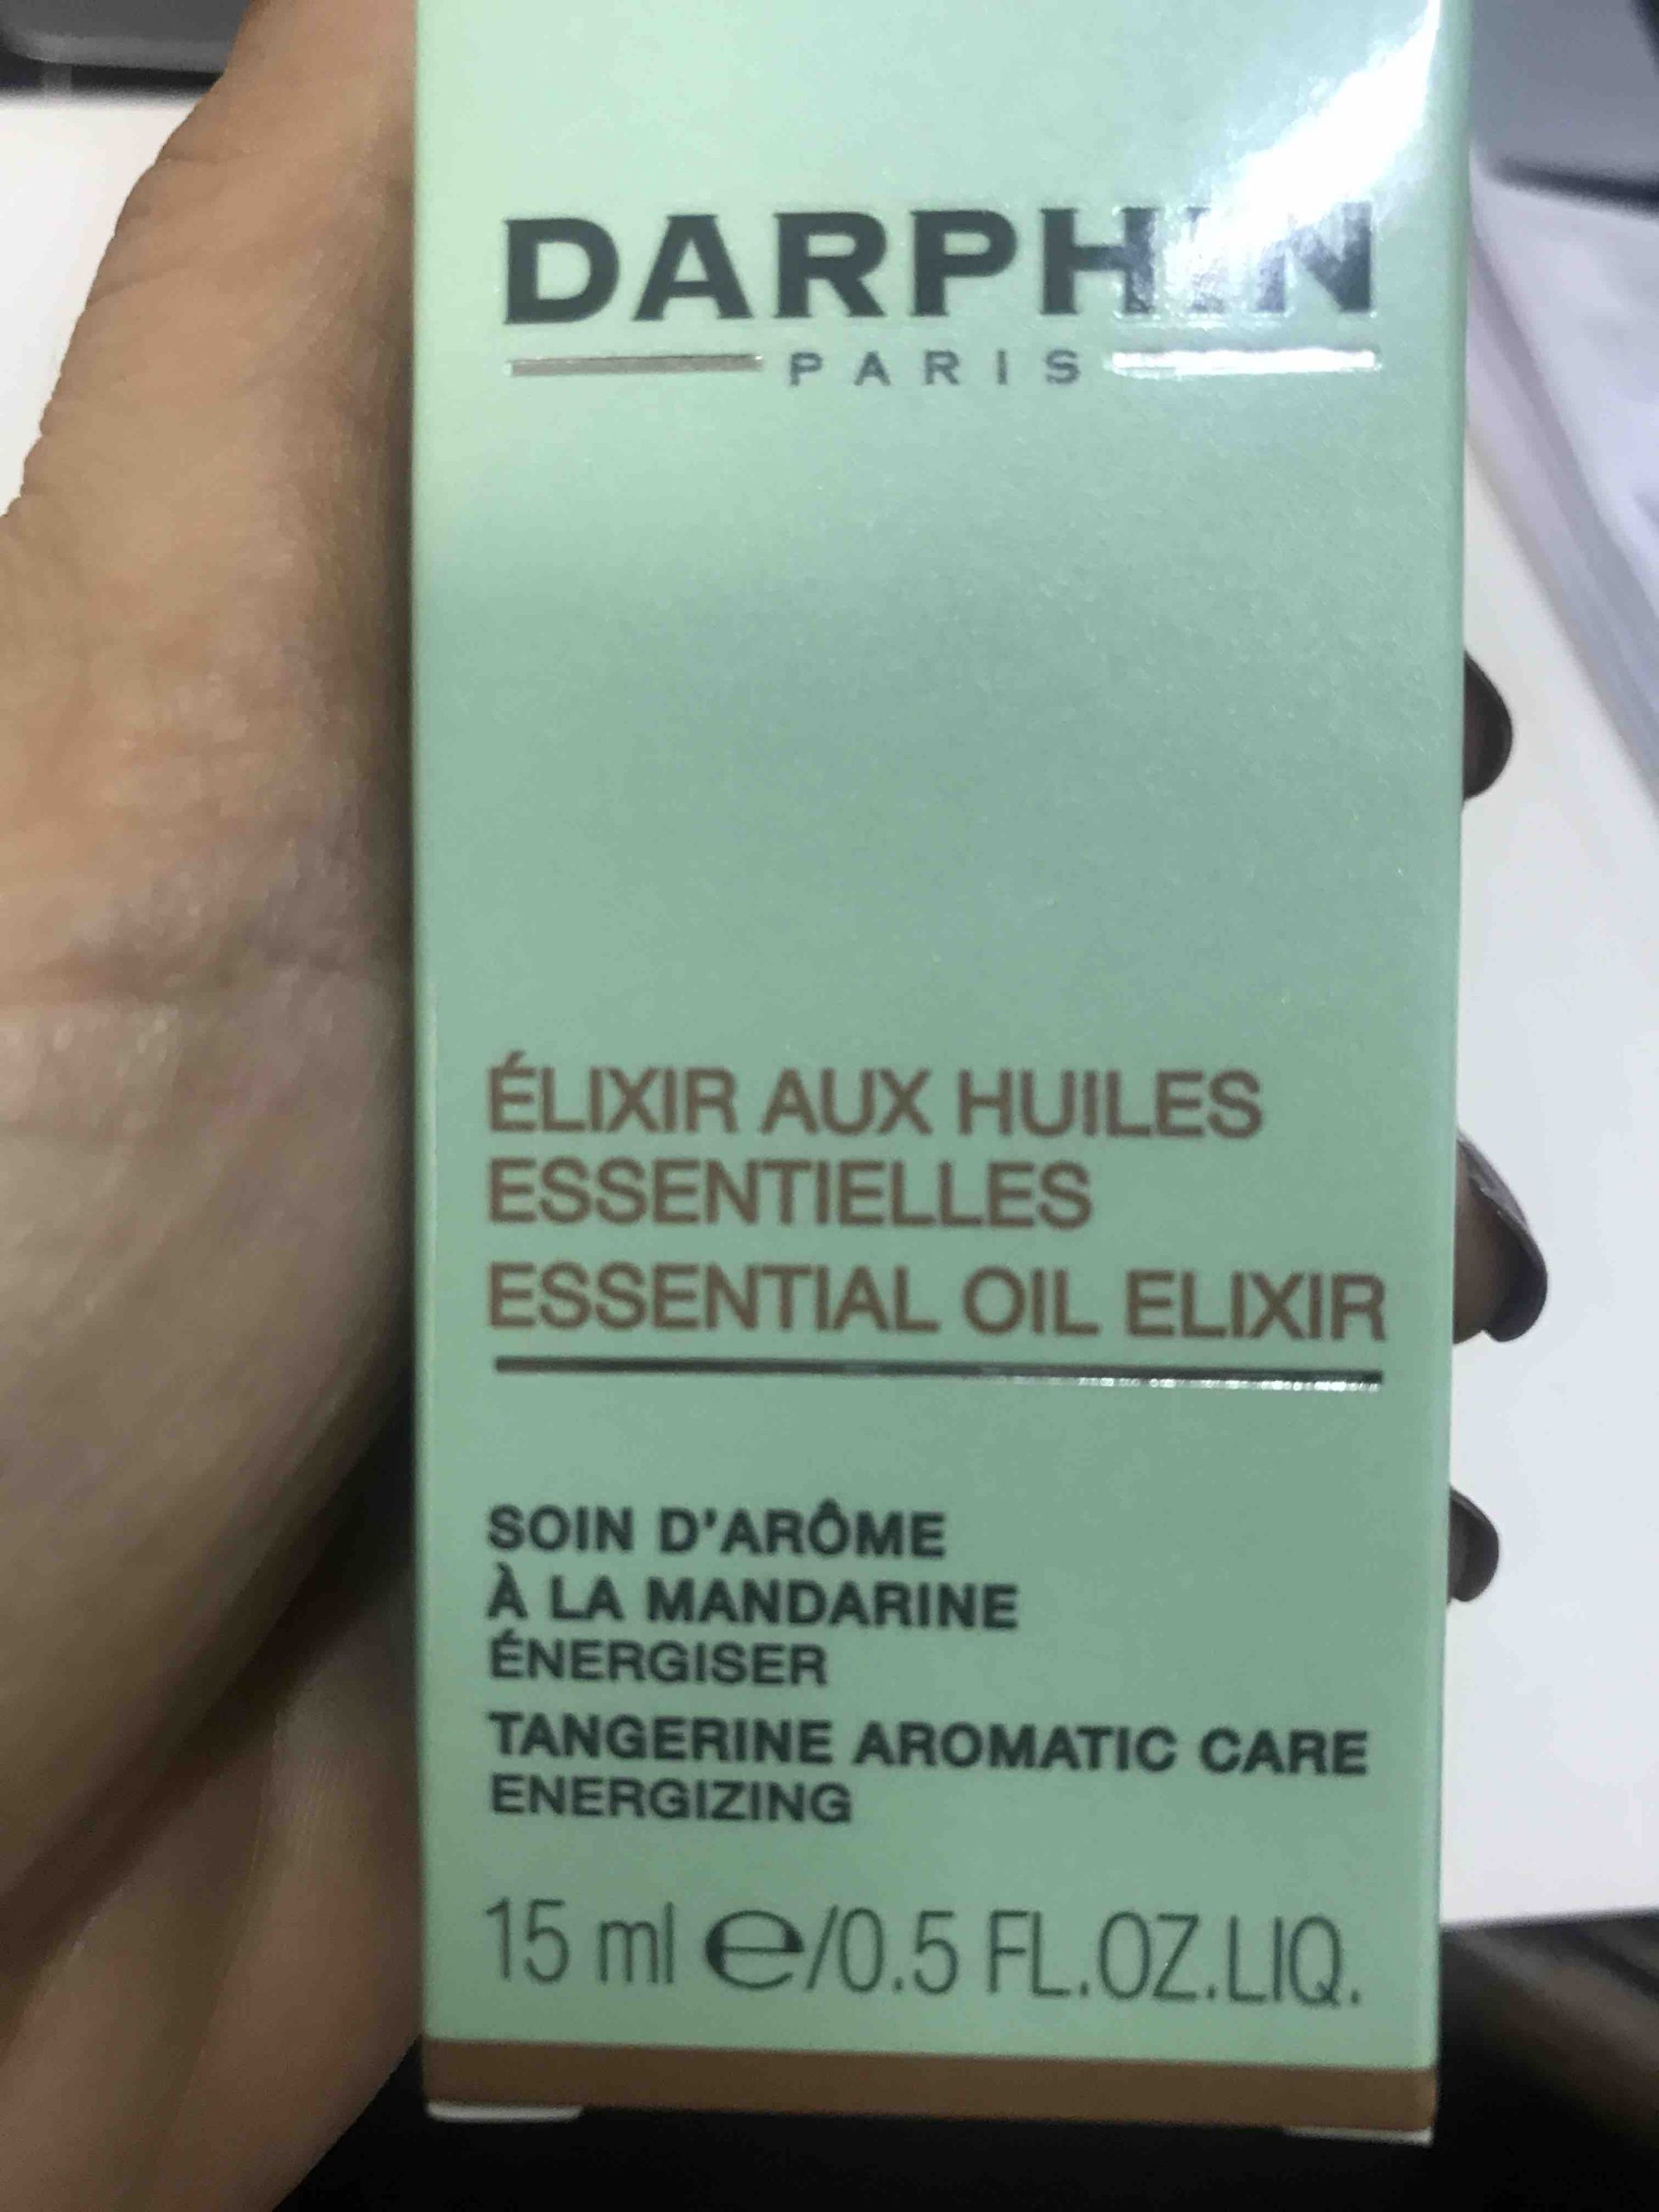 DARPHIN
PARIS
ÉLIXIR AUX HUILES
ESSENTIELLES
ESSENTIAL OIL ELIXIR
SOIN D'ARÔME
À LA MANDARINE
ÉNERGISER
TANGERINE AROMATIC CARE
ENERGIZING
15 ml ℮/0.5 FL.OZ.LIQ.